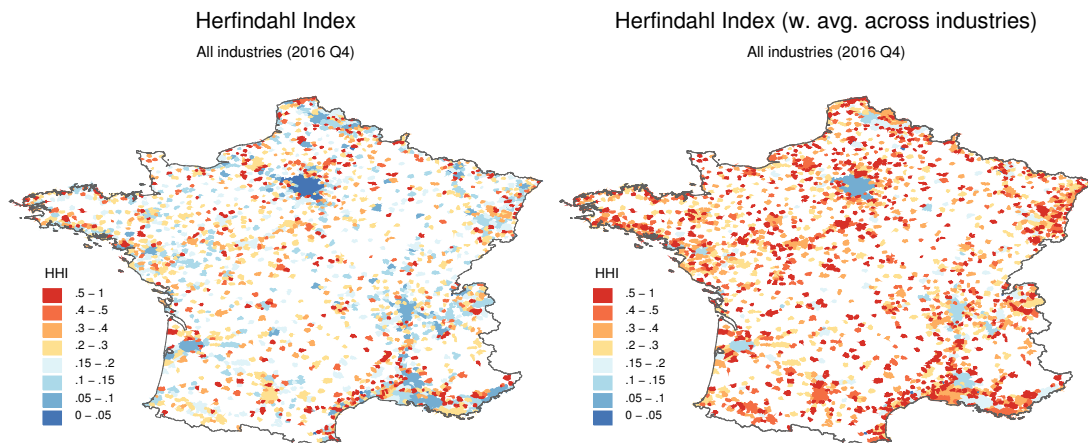 Herfindahl Index
All industries (2016 Q4)
HHI
.5 − 1
.4 − .5
.3 − .4
.2 − .3
.15 − .2
.1 − .15
.05 − .1
0 − .05
Herfindahl Index (w. avg. across industries)
All industries (2016 Q4)
HHI
.5 − 1
.4 − .5
.3 − .4
.2 − .3
.15 − .2
.1 − .15
.05 − .1
0 − .05